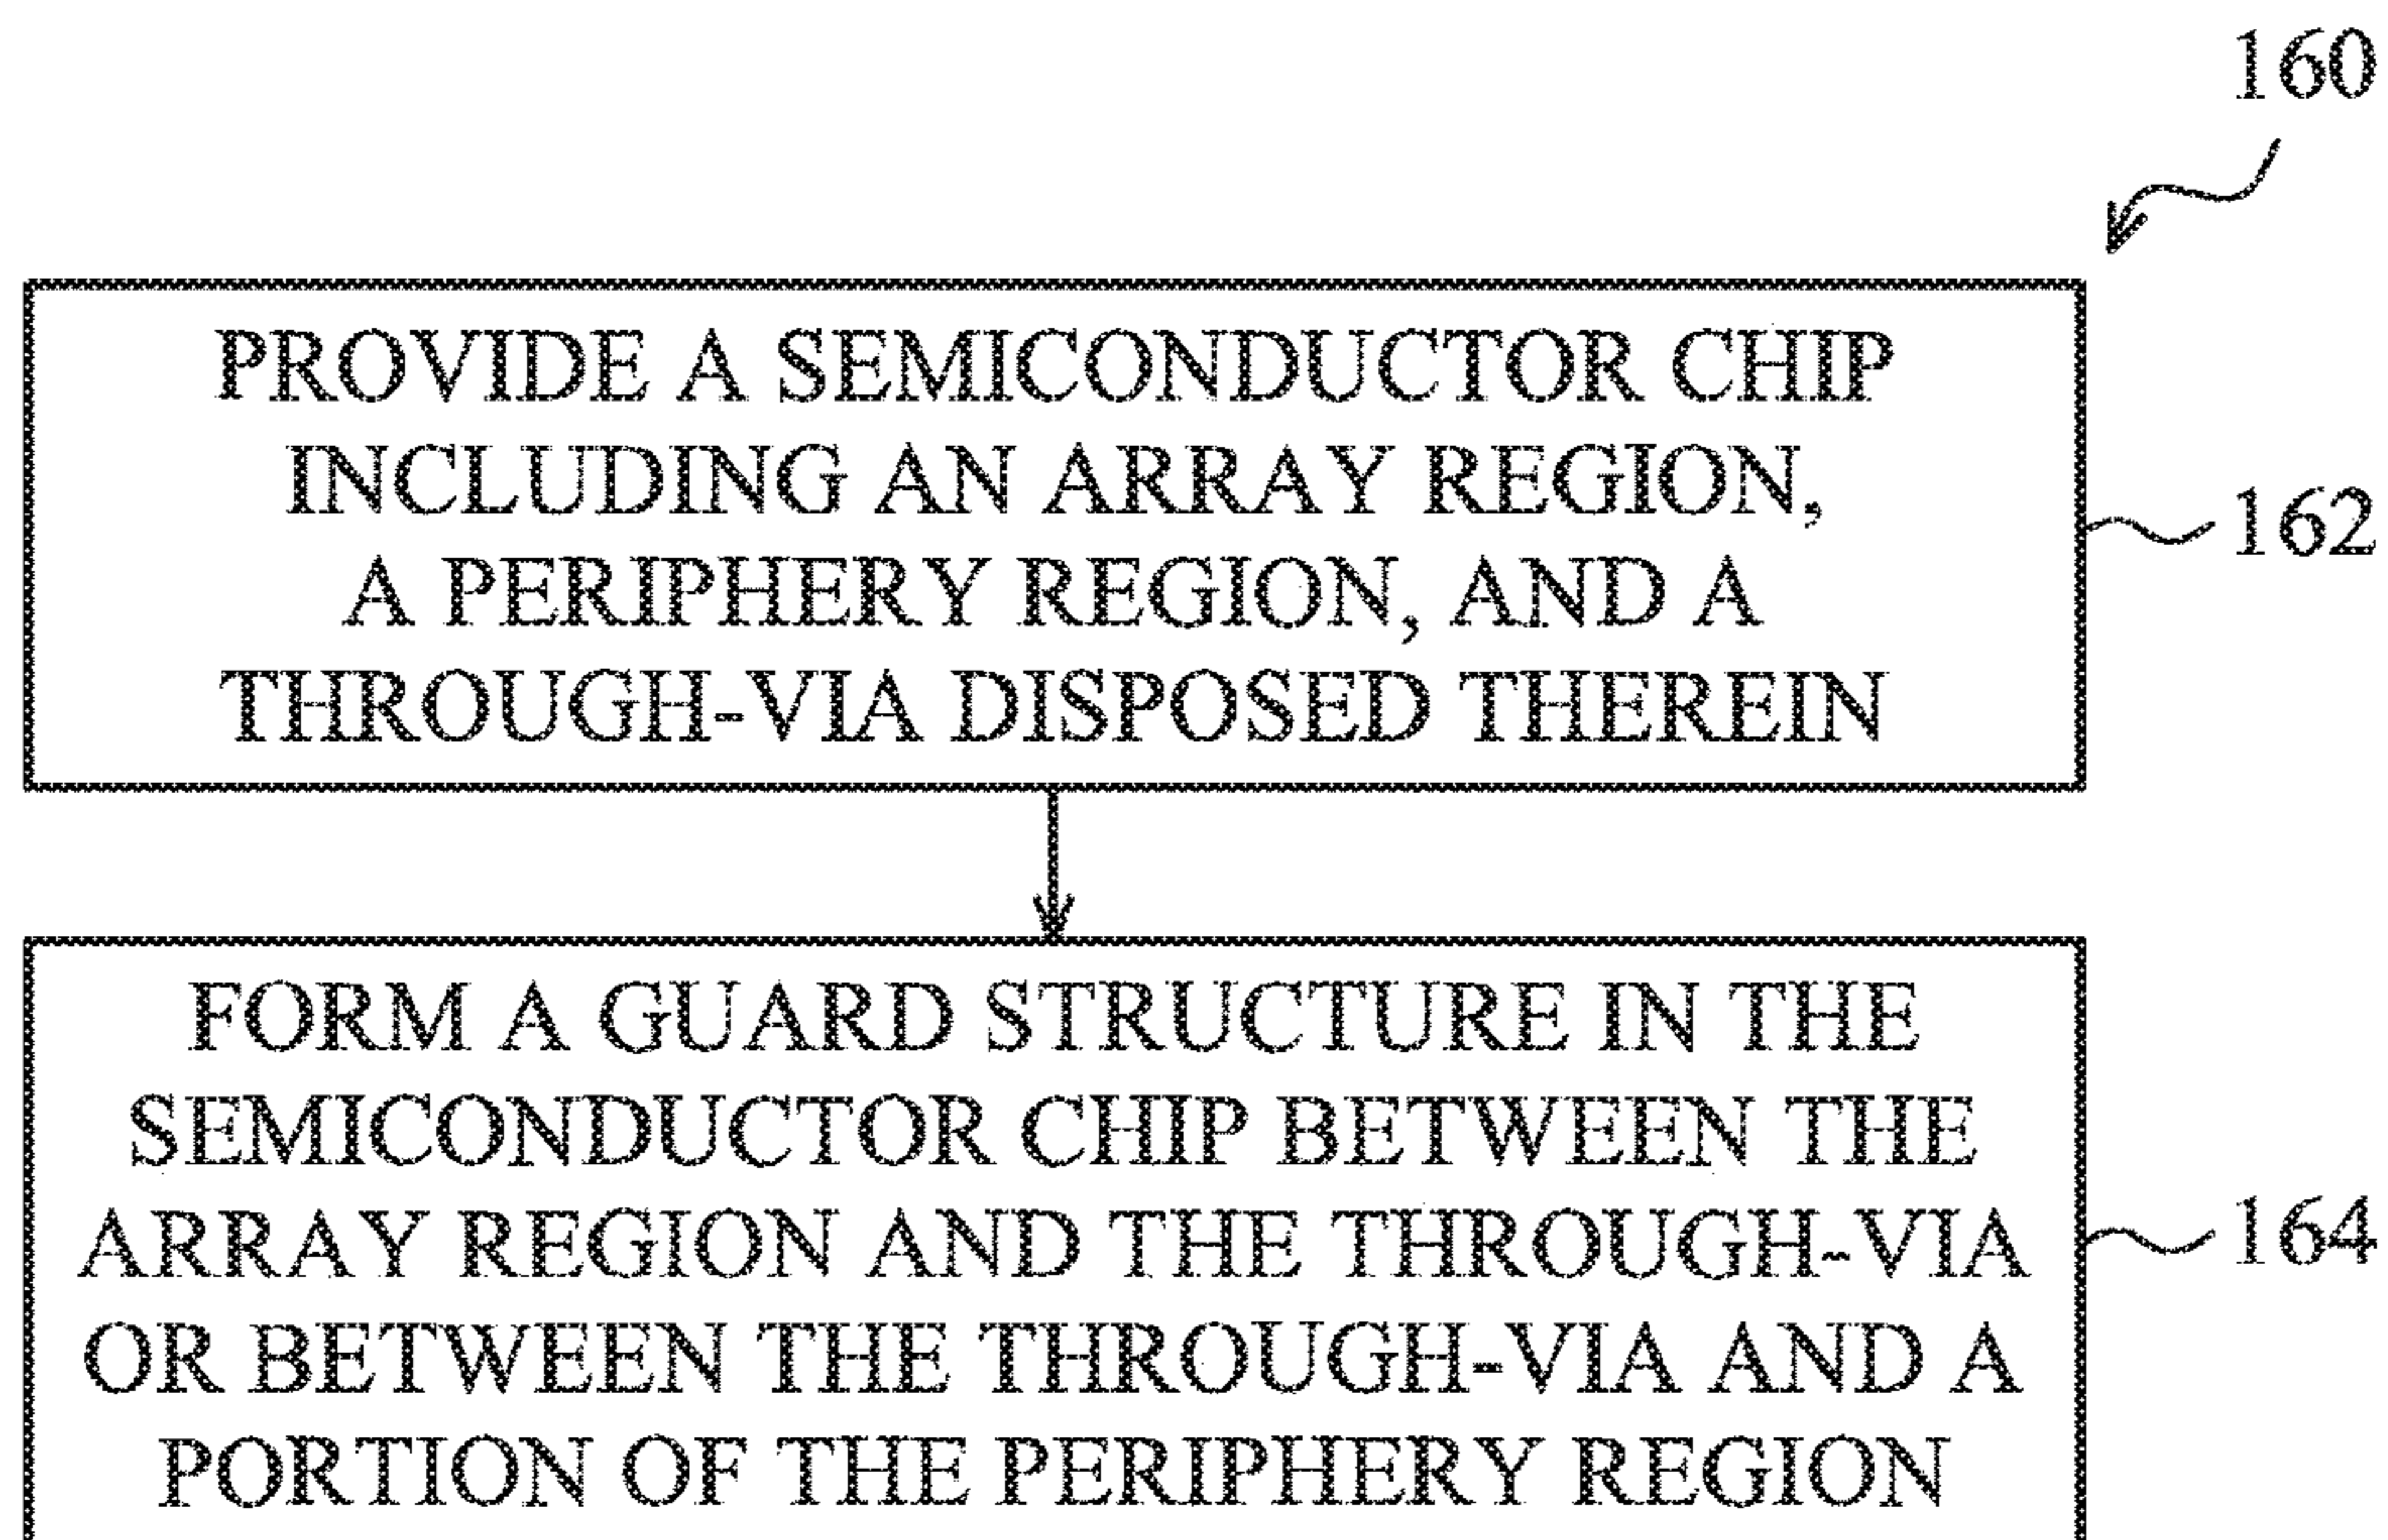 160
PROVIDE A SEMICONDUCTOR CHIP
INCLUDING AN ARRAY REGION,
A PERIPHERY REGION, AND A
THROUGH-VIA DISPOSED THEREIN
162
FORM A GUARD STRUCTURE IN THE
SEMICONDUCTOR CHIP BETWEEN THE
ARRAY REGION AND THE THROUGH-VIA
OR BETWEEN THE THROUGH-VIA AND A
PORTION OF THE PERIPHERY REGION
164